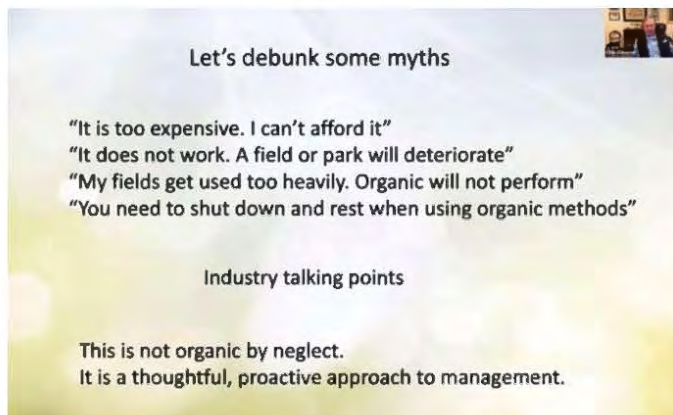 Let's debunk some myths
"It is too expensive. I can't afford it"
"It does not work. A field or park will deteriorate"
"My fields get used too heavily. Organic will not perform"
"You need to shut down and rest when using organic methods"
Industry talking points
This is not organic by neglect.
It is a thoughtful, proactive approach to management.